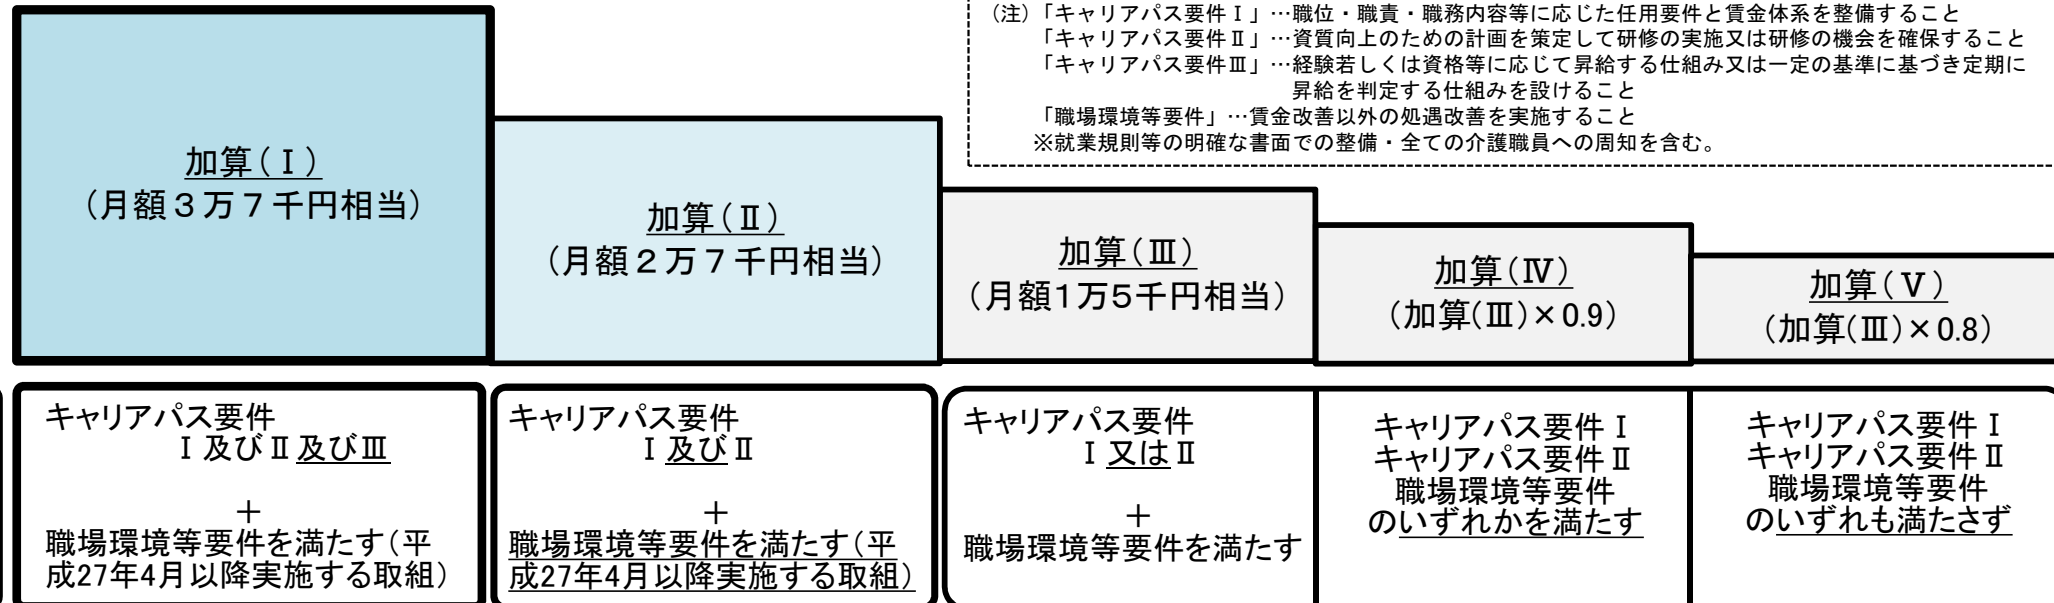 (注)「キャリアパス要件Ⅰ」…職位・職責・職務内容等に応じた任用要件と賃金体系を整備すること
「キャリアパス要件Ⅱ」…資質向上のための計画を策定して研修の実施又は研修の機会を確保すること
「キャリアパス要件Ⅲ」…経験若しくは資格等に応じて昇給する仕組み又は一定の基準に基づき定期に
昇給を判定する仕組みを設けること
「職場環境等要件」…賃金改善以外の処遇改善を実施すること
※就業規則等の明確な書面での整備・全ての介護職員への周知を含む。
加算(Ⅰ)
(月額3万7千円相当)
加算(Ⅱ)
(月額2万7千円相当)
加算(Ⅲ)
(月額1万5千円相当)
加算(Ⅳ)
(加算(Ⅲ)×0.9)
加算(Ⅴ)
(加算(Ⅲ)×0.8)
キャリアパス要件
Ⅰ及びⅡ及びⅢ
+
職場環境等要件を満たす(平
成27年4月以降実施する取組)
キャリアパス要件
Ⅰ及びⅡ
+
職場環境等要件を満たす(平
成27年4月以降実施する取組)
キャリアパス要件
Ⅰ又はⅡ
+
職場環境等要件を満たす
キャリアパス要件Ⅰ
キャリアパス要件Ⅱ
職場環境等要件
のいずれかを満たす
キャリアパス要件Ⅰ
キャリアパス要件Ⅱ
職場環境等要件
のいずれも満たさず